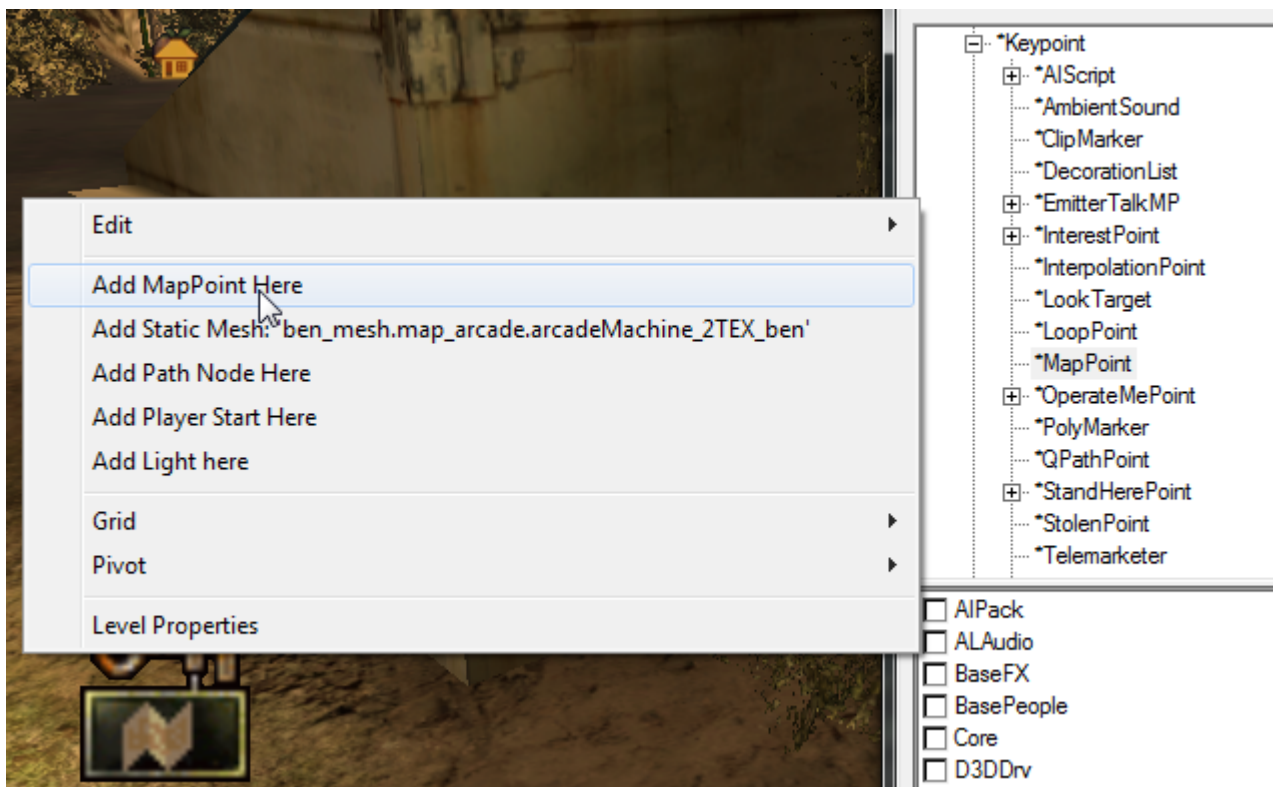 Edit
Add MapPoint Here
Add Static Mesh: 'ben_mesh.map_arcade.arcadeMachine_2TEX_ben'
Add Path Node Here
Add Player Start Here
Add Light here
Grid
Pivot
Level Properties
*Keypoint
*AIScript
*AmbientSound
*ClipMarker
*DecorationList
*EmitterTalkMP
*InterestPoint
*InterpolationPoint
*LookTarget
*LoopPoint
*MapPoint
*OperateMePoint
*PolyMarker
*QPathPoint
*StandHerePoint
*StolenPoint
*Telemarketer
AIPack
ALAudio
BaseFX
BasePeople
Core
D3DDrv